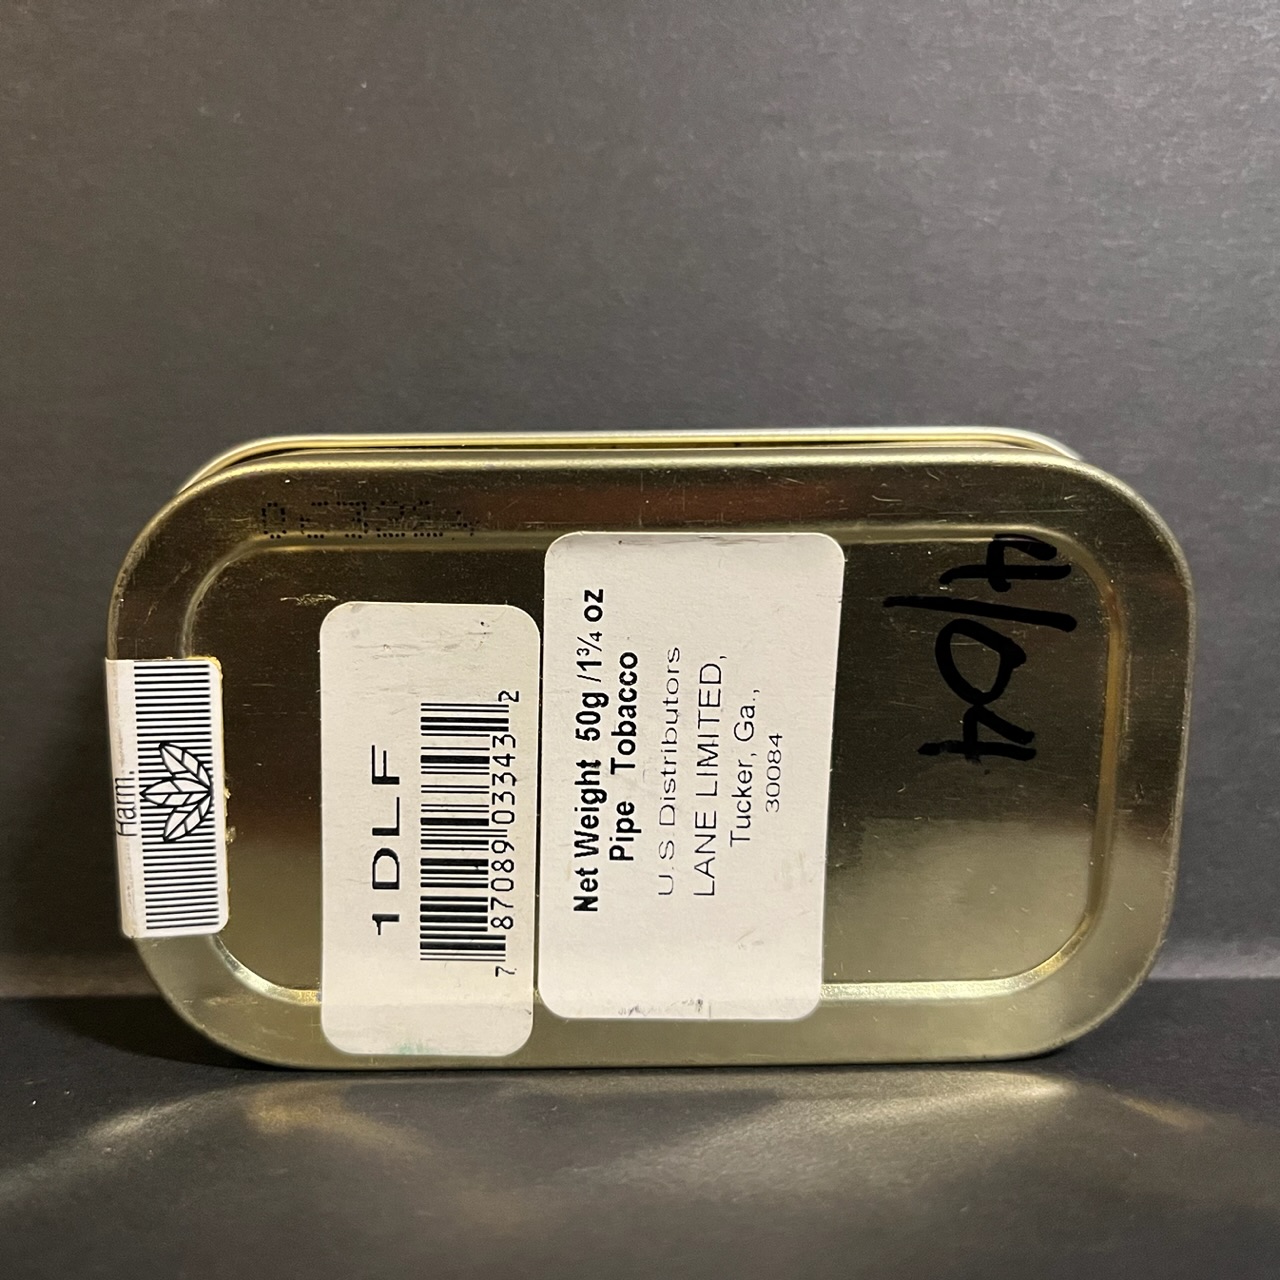 Harm.
1DLF
7 87089 03343 2
Net Weight 50g / 1¾ oz
Pipe Tobacco
U.S Distributors
LANE LIMITED,
Tucker, Ga.,
30084
4/04